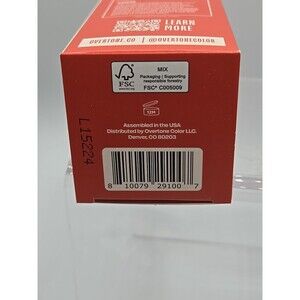 LEARN
MORE
OVERTONE.CO
@OVERTONECOLOR
FSC
MIX
Packaging | Supporting
responsible forestry
FSC® C005009
Assembled in the USA
Distributed by Overtone Color LLC.
Denver, CO 80203
L15224
8 10079 29100 7